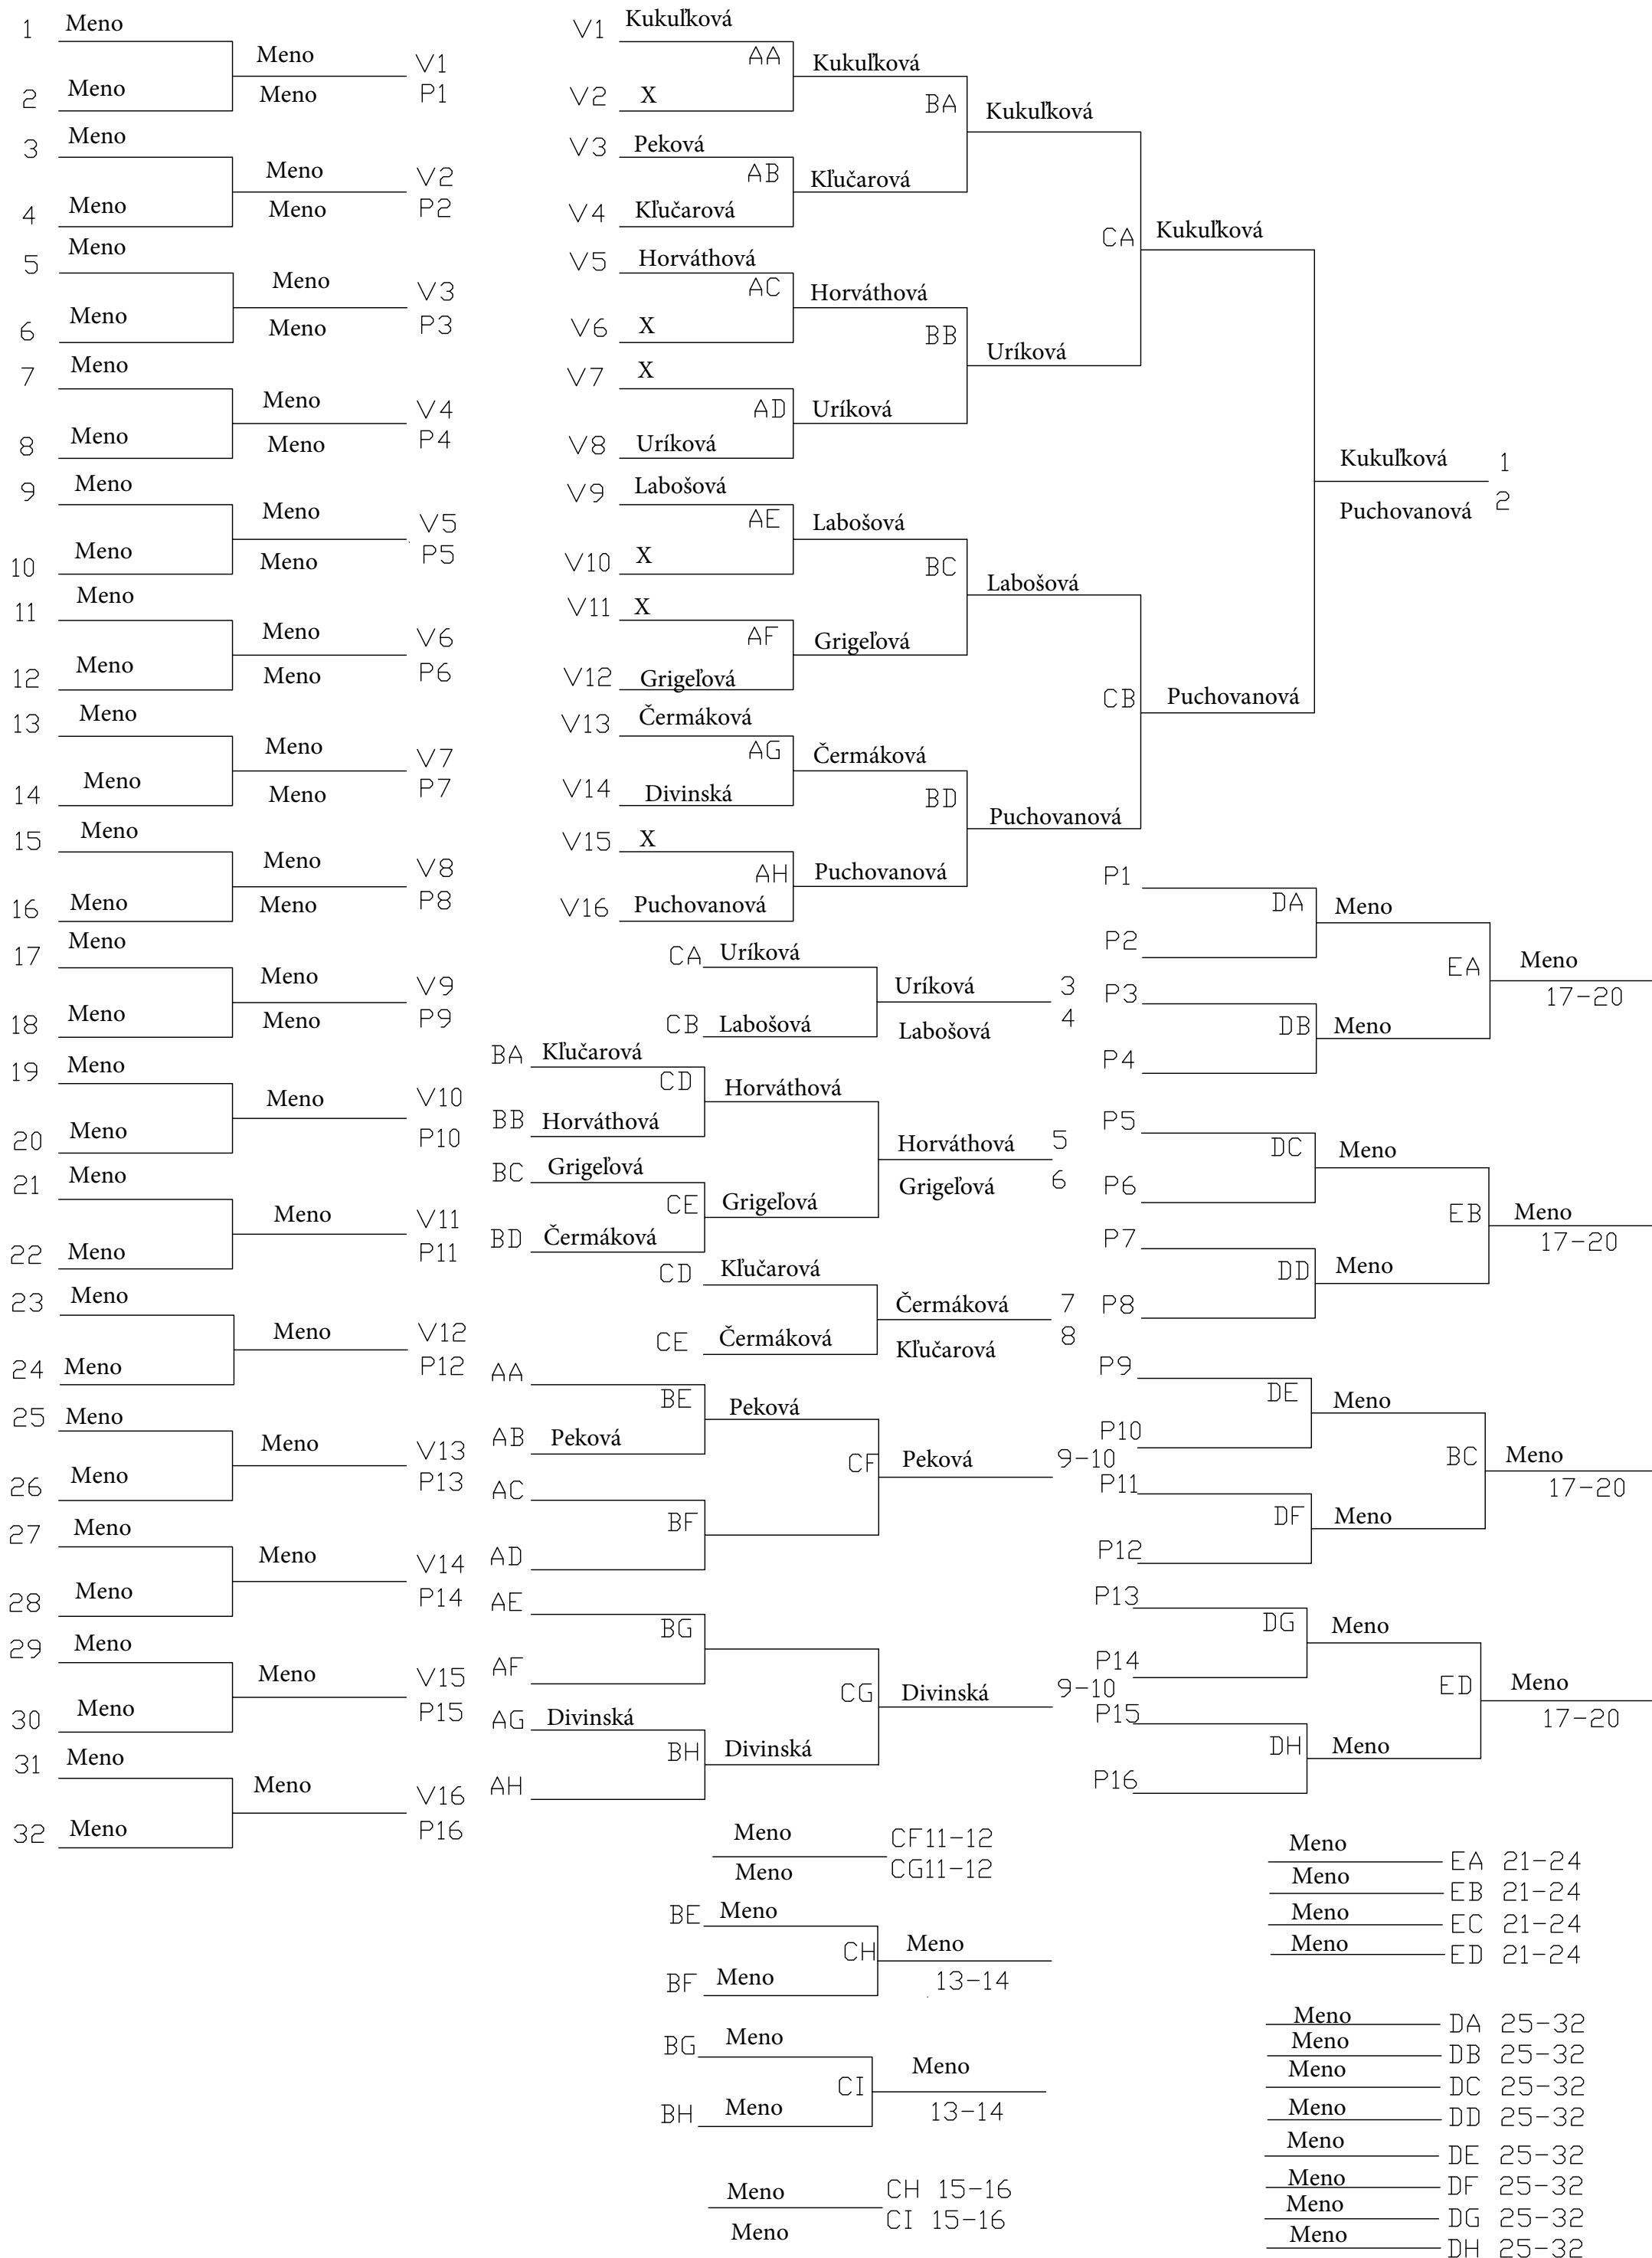 1 Meno
2 Meno
Meno V1
Meno P1
3 Meno
4 Meno
Meno V2
Meno P2
5 Meno
6 Meno
Meno V3
Meno P3
7 Meno
8 Meno
Meno V4
Meno P4
9 Meno
10 Meno
Meno V5
Meno P5
11 Meno
12 Meno
Meno V6
Meno P6
13 Meno
14 Meno
Meno V7
Meno P7
15 Meno
16 Meno
Meno V8
Meno P8
17 Meno
18 Meno
Meno V9
Meno P9
19 Meno
20 Meno
Meno V10
P10
21 Meno
22 Meno
Meno V11
P11
23 Meno
24 Meno
Meno V12
P12
25 Meno
26 Meno
Meno V13
P13
27 Meno
28 Meno
Meno V14
P14
29 Meno
30 Meno
Meno V15
P15
31 Meno
32 Meno
Meno V16
P16
V1 Kukuľková
AA
V2 X
V3 Peková
AB
V4 Kľučarová
V5 Horváthová
AC
V6 X
V7 X
AD
V8 Uríková
V9 Labošová
AE
V10 X
V11 X
AF
V12 Grigeľová
V13 Čermáková
AG
V14 Divinská
V15 X
AH
V16 Puchovanová
Kukuľková
BA
Kľučarová
Horváthová
BB
Uríková
Labošová
BC
Grigeľová
Čermáková
BD
Puchovanová
Kukuľková
CA
Uríková
Labošová
CB
Puchovanová
Kukuľková
Puchovanová
Kukuľková 1
Puchovanová 2
CA Uríková
CB Labošová
Uríková 3
Labošová 4
BA Kľučarová
CD
BB Horváthová
BC Grigeľová
CE
BD Čermáková
Horváthová
Grigeľová
Horváthová 5
Grigeľová 6
CD Kľučarová
CE Čermáková
Čermáková 7
Kľučarová 8
AA
BE
AB Peková
AC
BF
AD
Peková
CF
Peková 9-10
AE
BG
AF
AG Divinská
BH
AH
Divinská
CG
Divinská 9-10
Meno CF11-12
Meno CG11-12
BE Meno
CH
BF Meno
Meno
13-14
BG Meno
CI
BH Meno
Meno
13-14
Meno CH 15-16
Meno CI 15-16
P1
DA
P2
P3
DB
P4
Meno
EA
Meno
Meno
17-20
P5
DC
P6
P7
DD
P8
Meno
EB
Meno
Meno
17-20
P9
DE
P10
P11
DF
P12
Meno
BC
Meno
Meno
17-20
P13
DG
P14
P15
DH
P16
Meno
ED
Meno
Meno
17-20
Meno EA 21-24
Meno EB 21-24
Meno EC 21-24
Meno ED 21-24
Meno DA 25-32
Meno DB 25-32
Meno DC 25-32
Meno DD 25-32
Meno DE 25-32
Meno DF 25-32
Meno DG 25-32
Meno DH 25-32